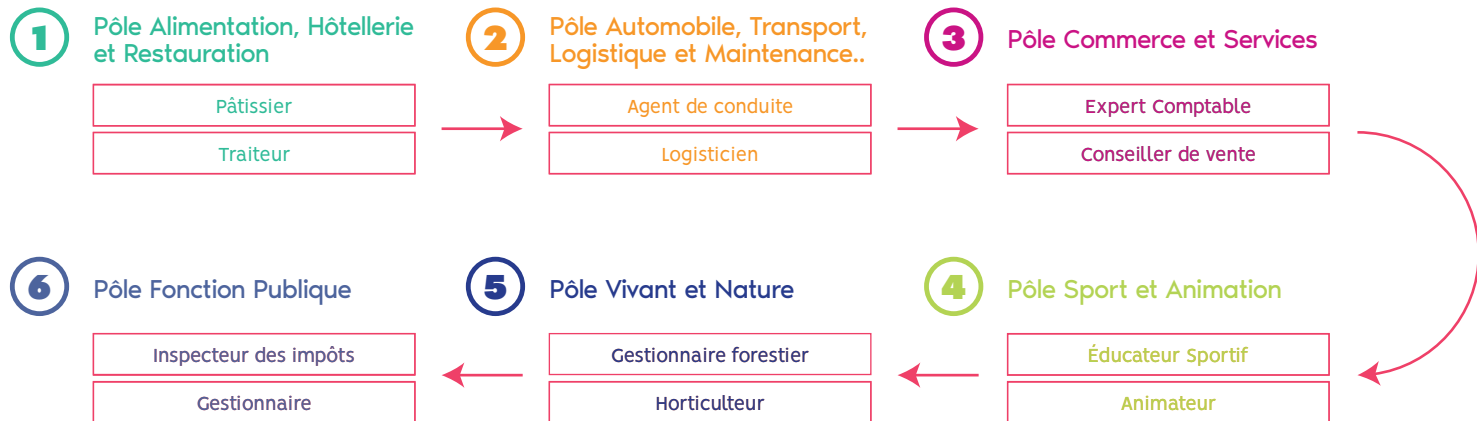 1
Pôle Alimentation, Hôtellerie
et Restauration
Pâtissier
Traiteur
2
Pôle Automobile, Transport,
Logistique et Maintenance..
Agent de conduite
Logisticien
3
Pôle Commerce et Services
Expert Comptable
Conseiller de vente
4
Pôle Sport et Animation
Éducateur Sportif
Animateur
5
Pôle Vivant et Nature
Gestionnaire forestier
Horticulteur
6
Pôle Fonction Publique
Inspecteur des impôts
Gestionnaire